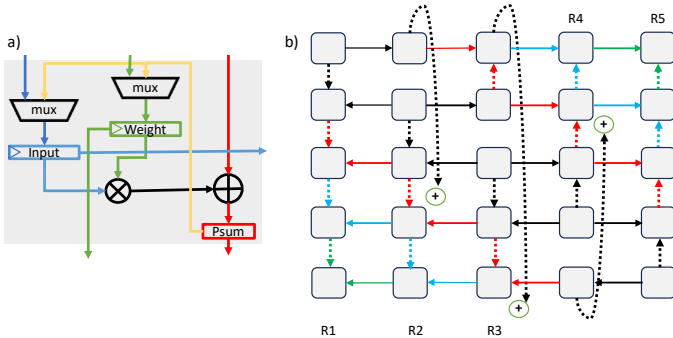 a)
mux
mux
Weight
Input
Psum
b)
R4 R5
+
+
+
R1 R2 R3